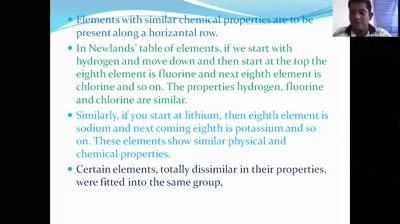 Elements with similar chemical properties are to be
present along a horizantal row.
In Newlands' table of elements, if we start with
hydrogen and move down and then start at the top the
eighth element is fluorine and next eighth element is
chlorine and so on. The properties hydrogen, fluorine
and chlorine are similar.
Similarly, if you start at lithium, then eighth element is
sodium and next coming eighth is potassium and so
on. These elements show similar physical and
chemical properties.
Certain elements, totally dissimilar in their properties,
were fitted into the same group,